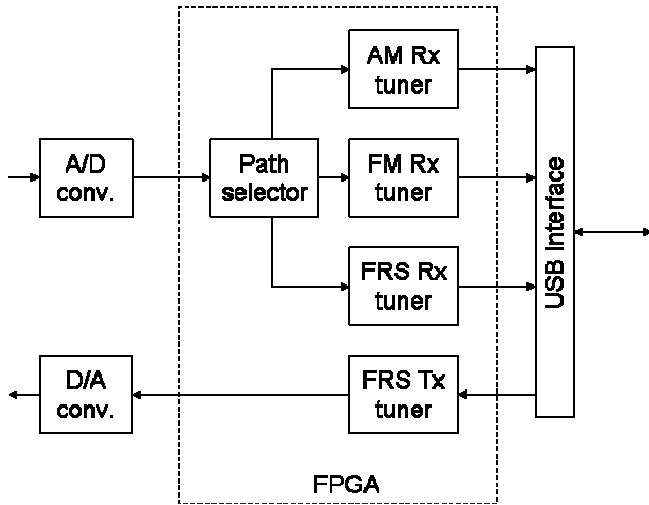 AM Rx
tuner
A/D
conv.
Path
selector
FM Rx
tuner
FRS Rx
tuner
USB Interface
D/A
conv.
FRS Tx
tuner
FPGA